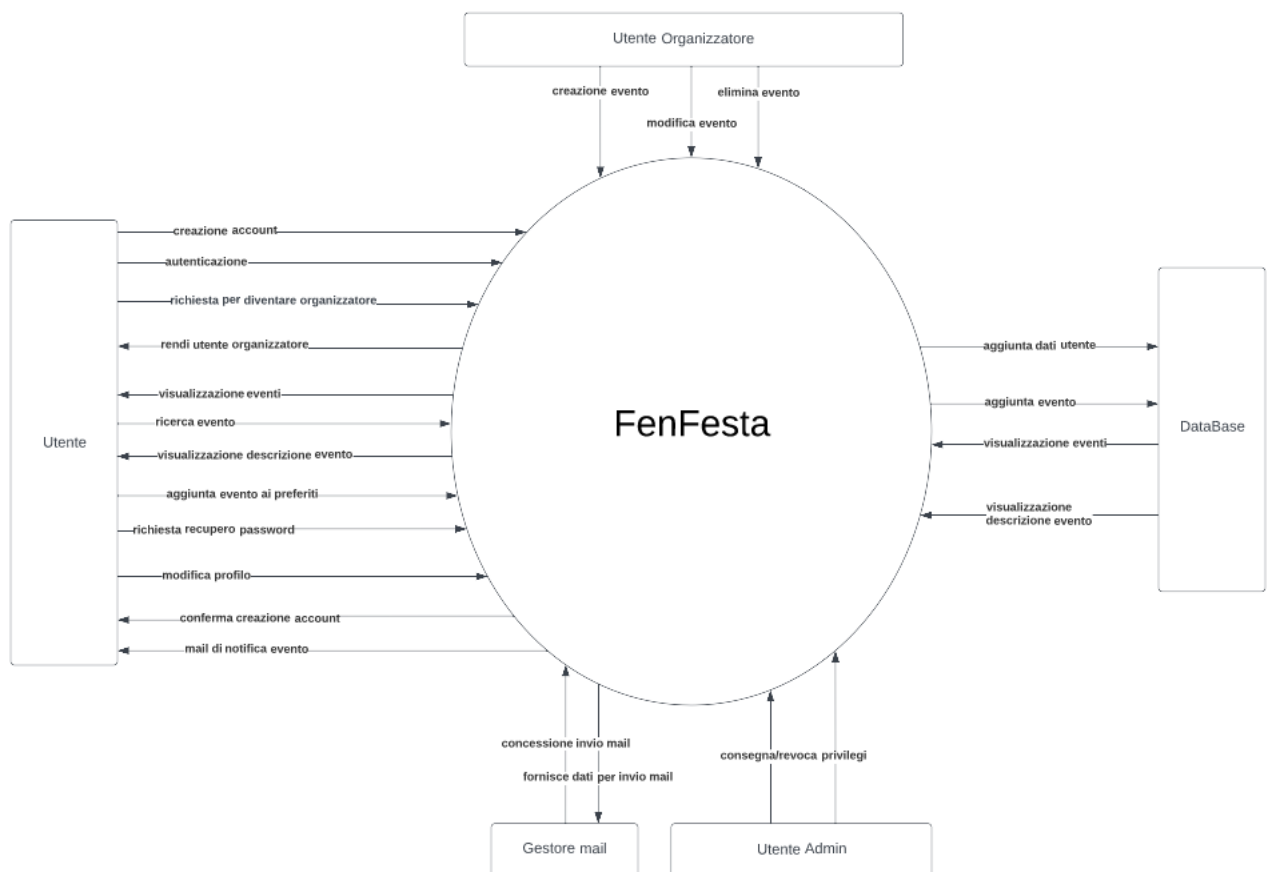 Utente Organizzatore
creazione evento
elimina evento
modifica evento
creazione account
autenticazione
richiesta per diventare organizzatore
rendi utente organizzatore
visualizzazione eventi
ricerca evento
visualizzazione descrizione evento
aggiunta evento ai preferiti
richiesta recupero password
modifica profilo
conferma creazione account
mail di notifica evento
Utente
FenFesta
aggiunta dati utente
aggiunta evento
visualizzazione eventi
visualizzazione
descrizione evento
DataBase
concessione invio mail
fornisce dati per invio mail
consegna/revoca privilegi
Gestore mail
Utente Admin